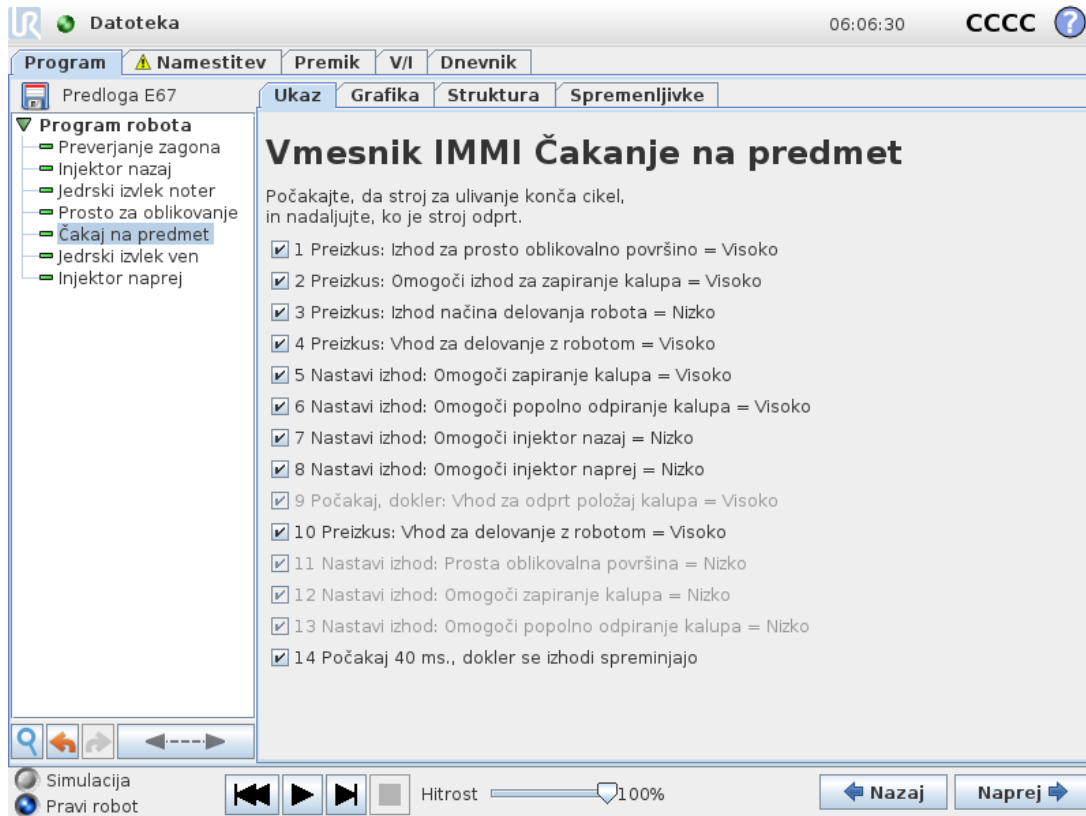 UR Datoteka 06:06:30 CCCC ?
Program Namestitev Premik V/I Dnevnik
Predloga E67 Ukaz Grafika Struktura Spremenljivke
Program robota
Preverjanje zagona
Injektor nazaj
Jedrski izvlek noter
Prosto za oblikovanje
Čakaj na predmet
Jedrski izvlek ven
Injektor naprej
Vmesnik IMMI Čakanje na predmet
Počakajte, da stroj za ulivanje konča cikel,
in nadaljujte, ko je stroj odprt.
1 Preizkus: Izhod za prosto oblikovalno površino = Visoko
2 Preizkus: Omogoči izhod za zapiranje kalupa = Visoko
3 Preizkus: Izhod načina delovanja robota = Nizko
4 Preizkus: Vhod za delovanje z robotom = Visoko
5 Nastavi izhod: Omogoči zapiranje kalupa = Visoko
6 Nastavi izhod: Omogoči popolno odpiranje kalupa = Visoko
7 Nastavi izhod: Omogoči injektor nazaj = Nizko
8 Nastavi izhod: Omogoči injektor naprej = Nizko
9 Počakaj, dokler: Vhod za odprt položaj kalupa = Visoko
10 Preizkus: Vhod za delovanje z robotom = Visoko
11 Nastavi izhod: Prosta oblikovalna površina = Nizko
12 Nastavi izhod: Omogoči zapiranje kalupa = Nizko
13 Nastavi izhod: Omogoči popolno odpiranje kalupa = Nizko
14 Počakaj 40 ms., dokler se izhodi spreminjajo
Simulacija
Pravi robot
Hitrost 100%
Nazaj
Naprej